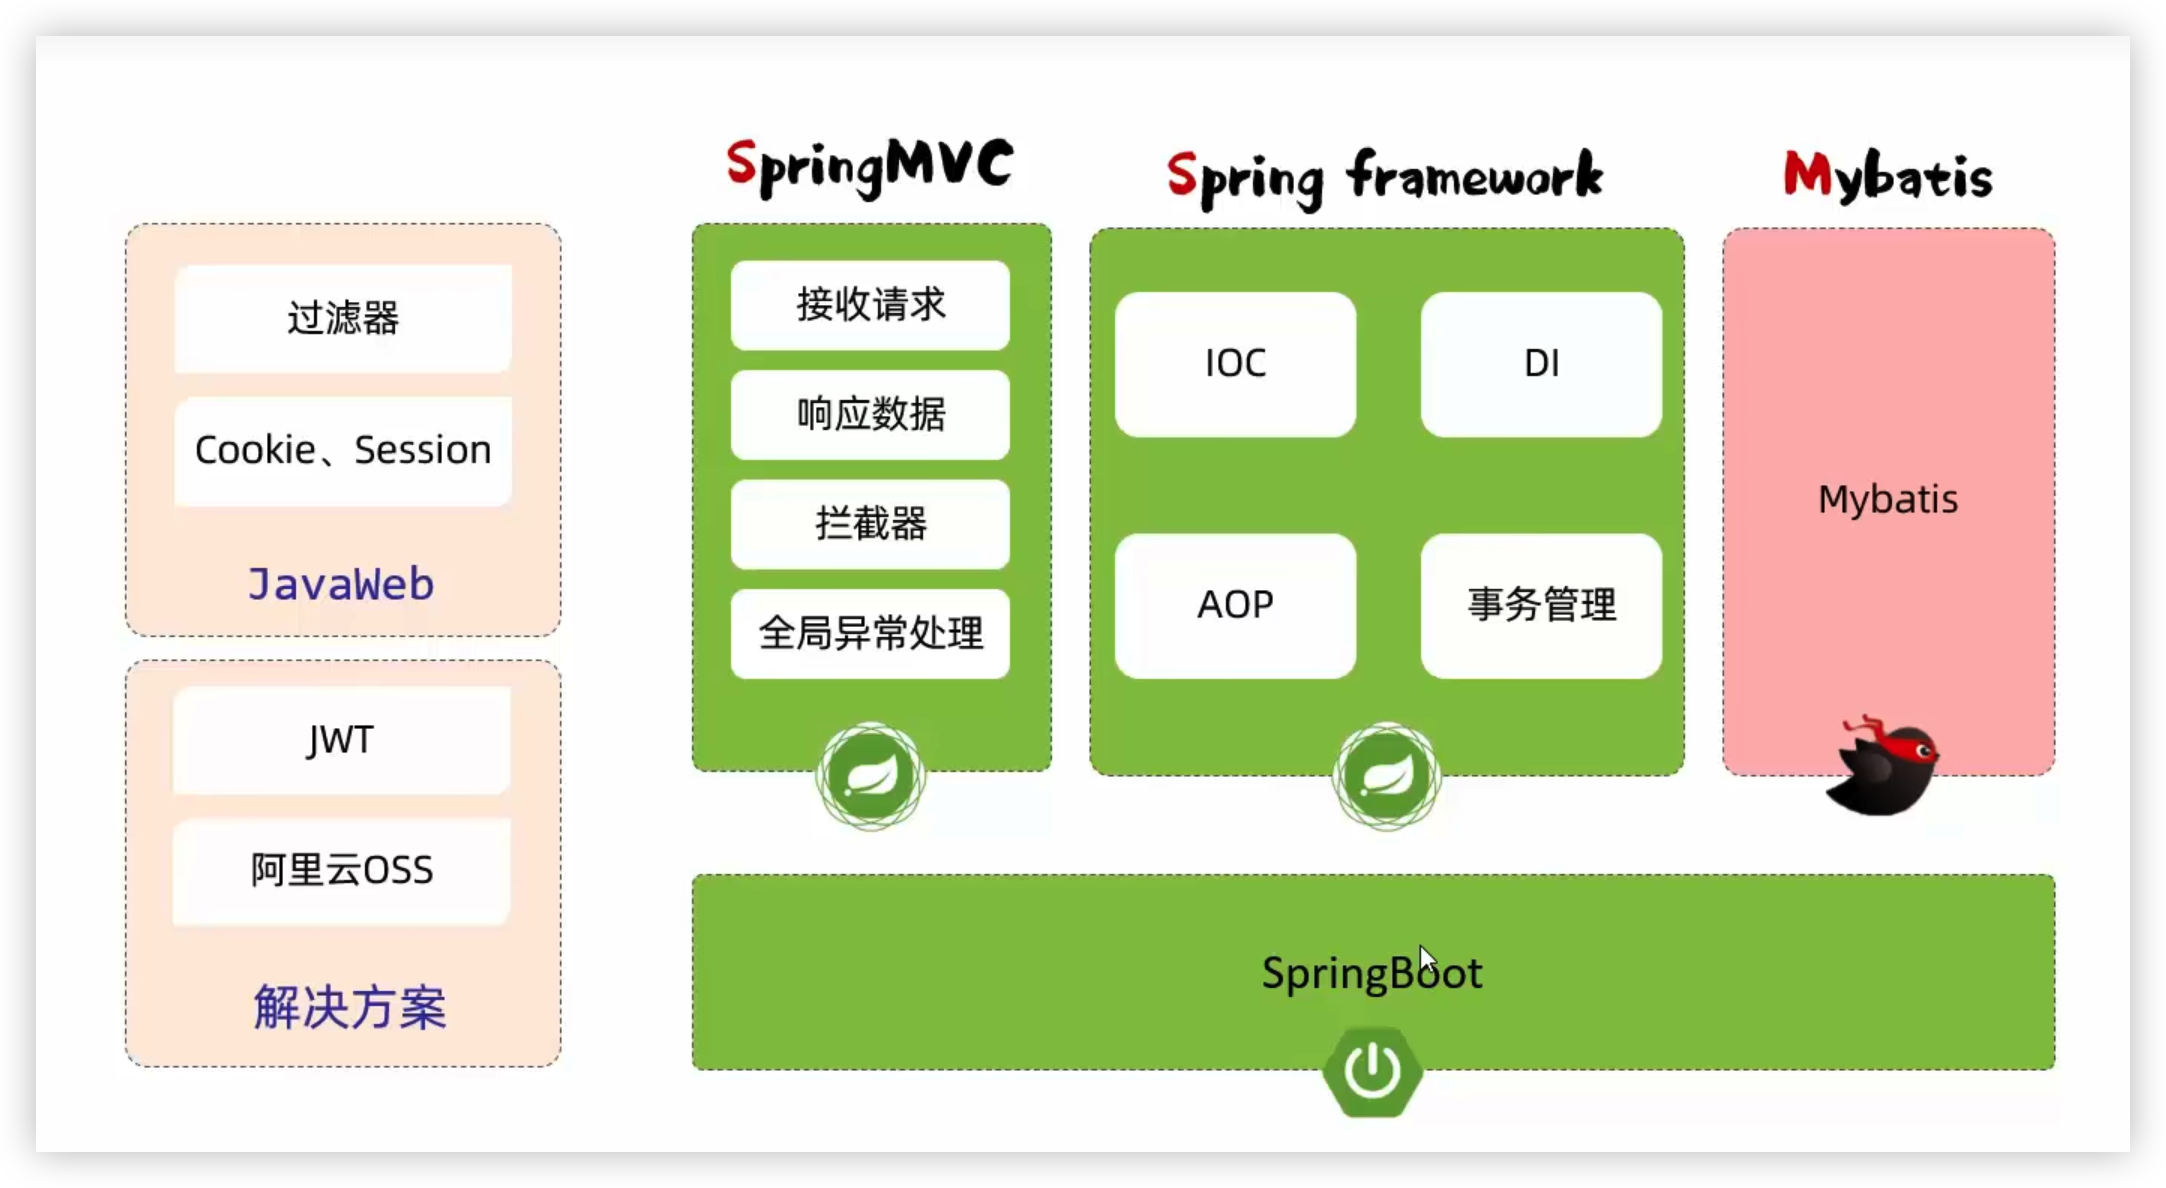 过滤器
Cookie、Session
JavaWeb
JWT
阿里云OSS
解决方案
SpringMVC
接收请求
响应数据
拦截器
全局异常处理
Spring framework
IOC
DI
AOP
事务管理
Mybatis
Mybatis
SpringBoot